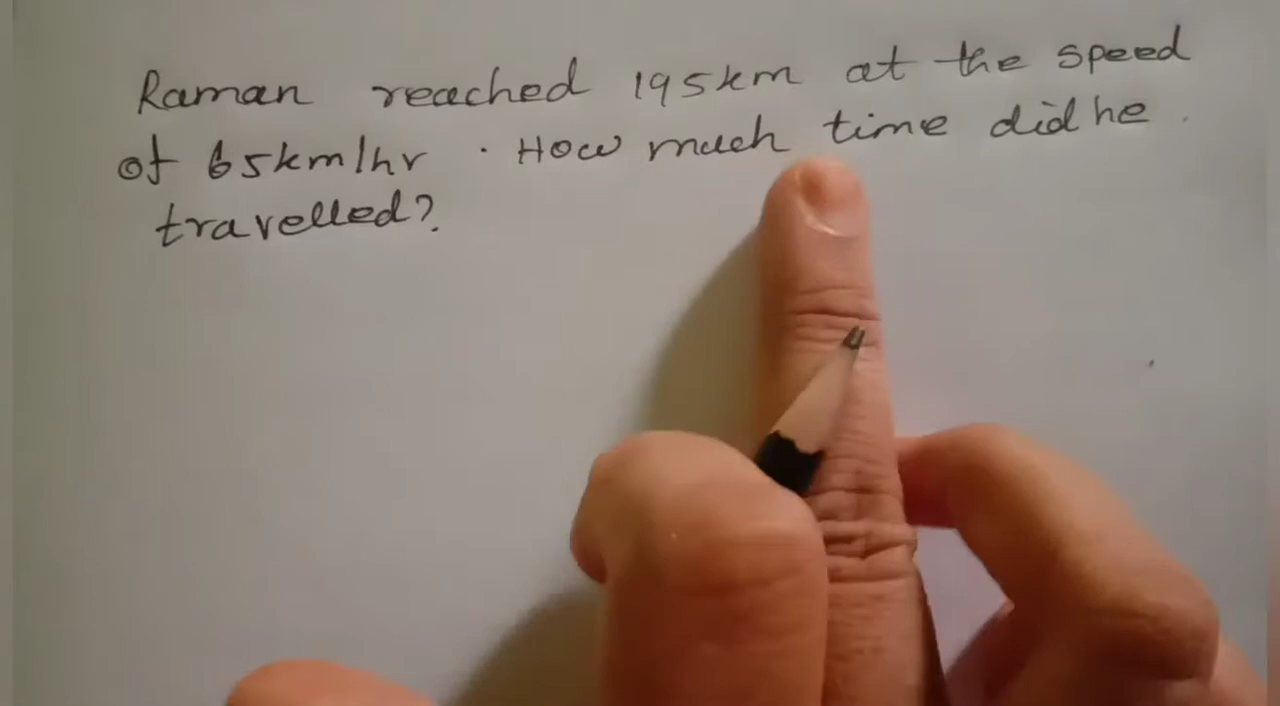 Raman reached 195km at the speed
of 65km/hr . How much time did he .
travelled?